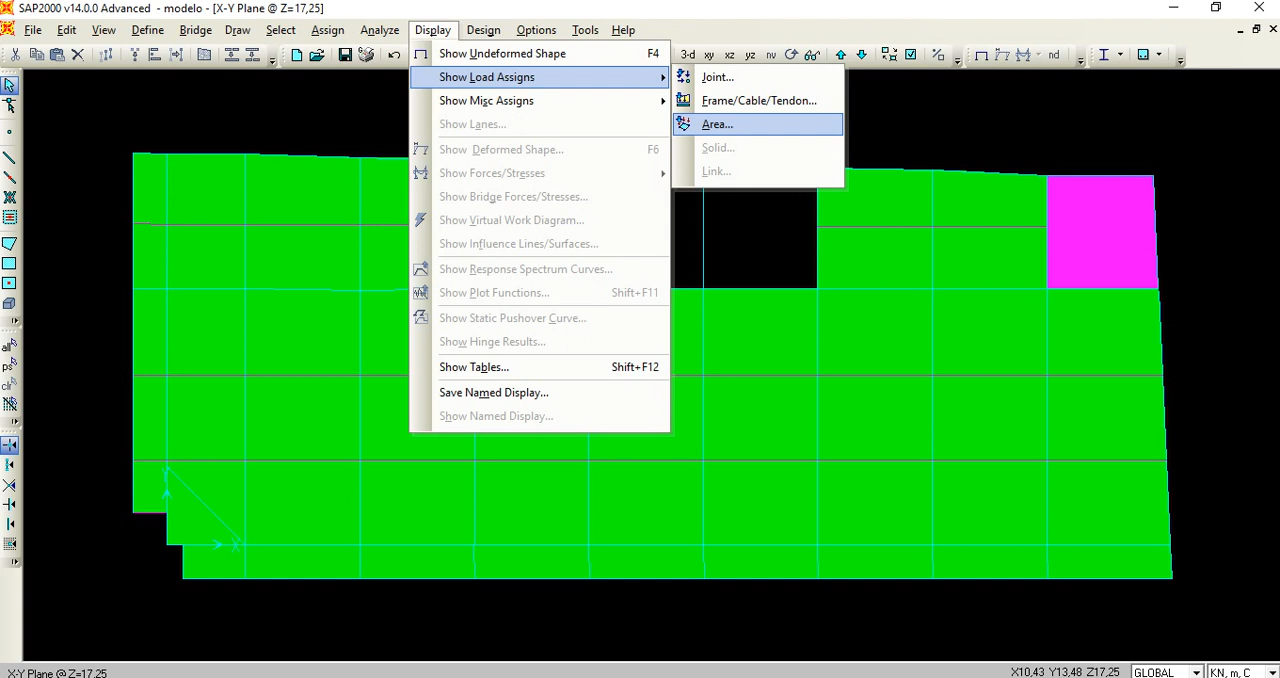 SAP2000 v14.0.0 Advanced - modelo - [X-Y Plane @ Z=17,25]
File Edit View Define Bridge Draw Select Assign Analyze Display Design Options Tools Help
3-d xy xz yz nv nd
Show Undeformed Shape F4
Show Load Assigns
Show Misc Assigns
Show Lanes...
Show Deformed Shape... F6
Show Forces/Stresses
Show Bridge Forces/Stresses...
Show Virtual Work Diagram...
Show Influence Lines/Surfaces...
Show Response Spectrum Curves...
Show Plot Functions... Shift+F11
Show Static Pushover Curve...
Show Hinge Results...
Show Tables... Shift+F12
Save Named Display...
Show Named Display...
Joint...
Frame/Cable/Tendon...
Area...
Solid...
Link...
all
ps
clr
Y
X
X-Y Plane @ Z=17,25
X10,43 Y13,48 Z17,25
GLOBAL
KN, m, C